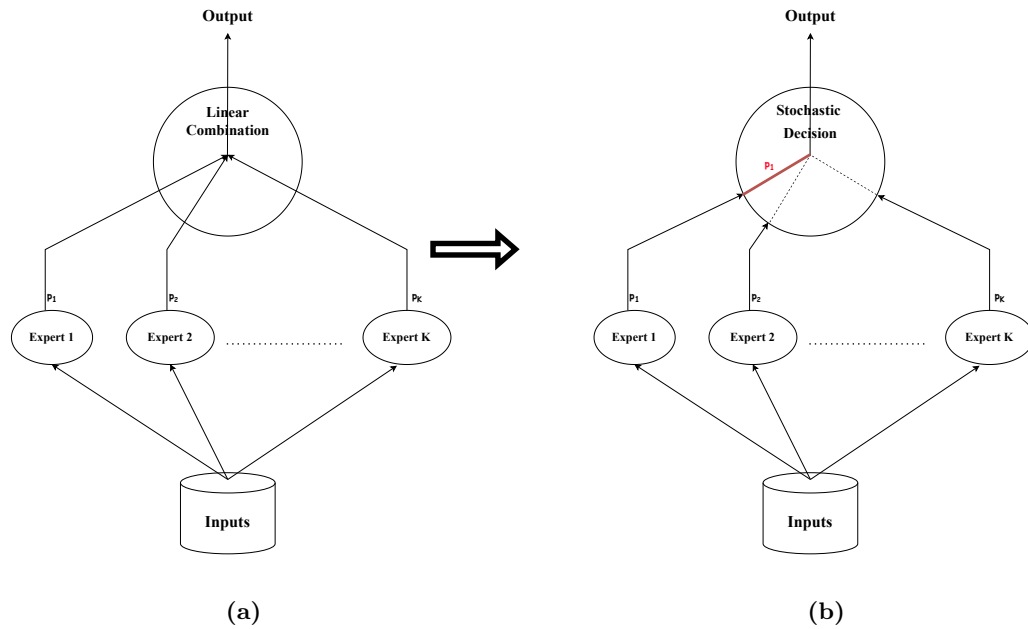 Output
Linear
Combination
p1
p2
pK
Expert 1
Expert 2
Expert K
Inputs
(a)
Output
Stochastic
Decision
p1
p1
p2
pK
Expert 1
Expert 2
Expert K
Inputs
(b)